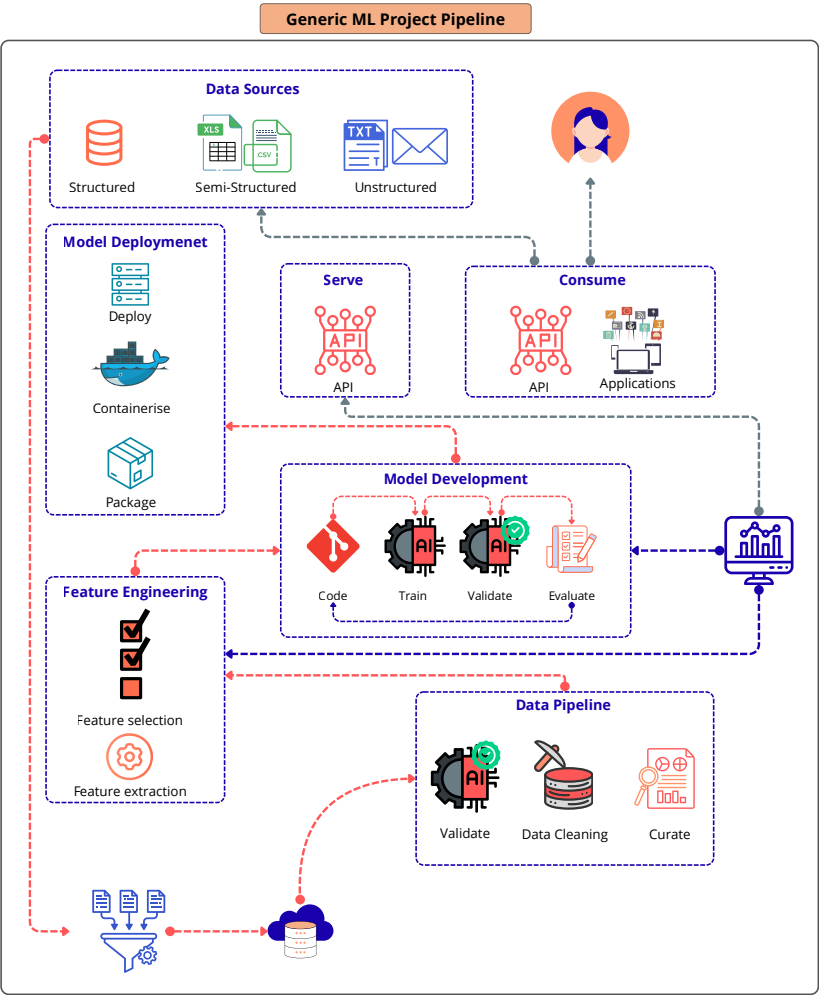 Generic ML Project Pipeline
Data Sources
XLS
.CSV
TXT
T
Structured
Semi-Structured
Unstructured
Model Deploymenet
Deploy
Containerise
Package
Serve
API
API
Consume
API
API
Applications
Model Development
AI
AI
Code
Train
Validate
Evaluate
Feature Engineering
Feature selection
Feature extraction
Data Pipeline
AI
Validate
Data Cleaning
Curate